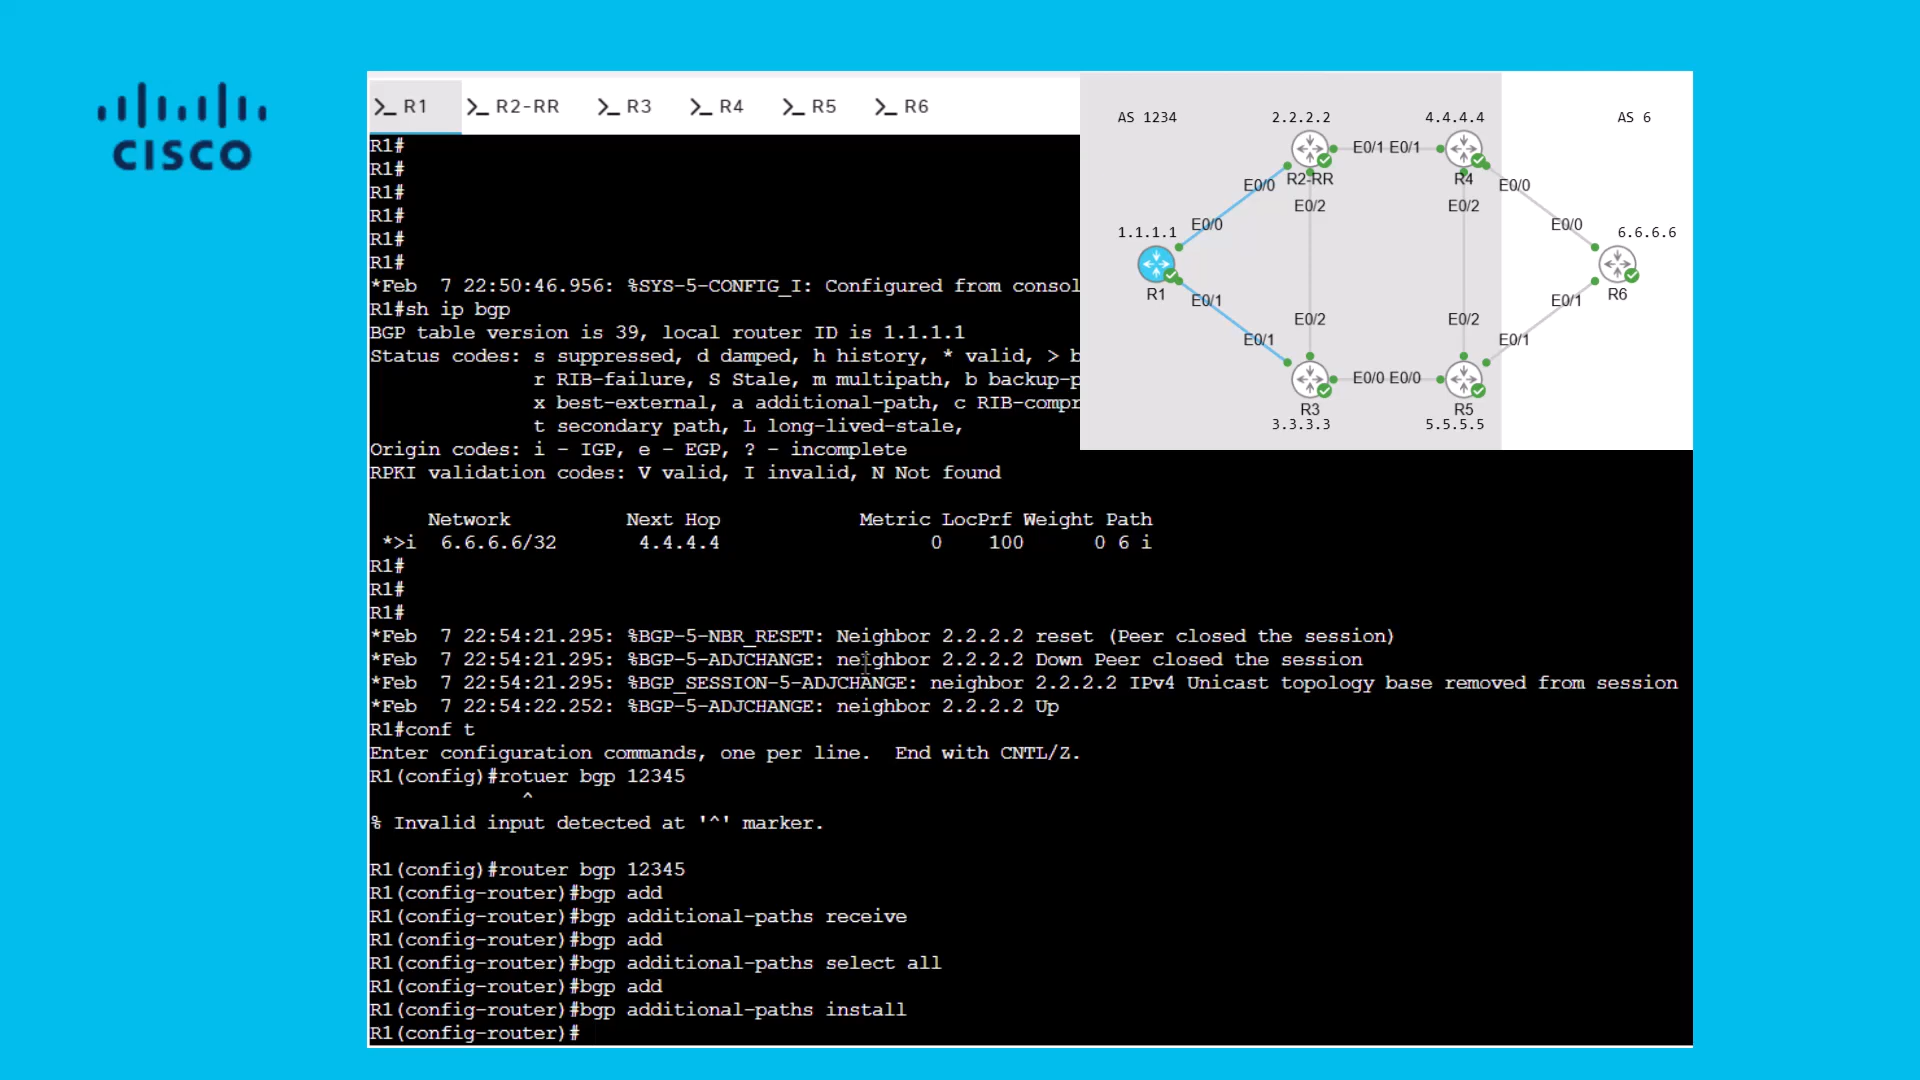 CISCO
R1
R2-RR
R3
R4
R5
R6
R1#
R1#
R1#
R1#
R1#
R1#
*Feb  7 22:50:46.956: %SYS-5-CONFIG_I: Configured from consol
R1#sh ip bgp
BGP table version is 39, local router ID is 1.1.1.1
Status codes: s suppressed, d damped, h history, * valid, > b
r RIB-failure, S Stale, m multipath, b backup-p
x best-external, a additional-path, c RIB-compr
t secondary path, L long-lived-stale,
Origin codes: i - IGP, e - EGP, ? - incomplete
RPKI validation codes: V valid, I invalid, N Not found
Network          Next Hop            Metric LocPrf Weight Path
*>i  6.6.6.6/32       4.4.4.4                  0    100      0 6 i
R1#
R1#
R1#
*Feb  7 22:54:21.295: %BGP-5-NBR_RESET: Neighbor 2.2.2.2 reset (Peer closed the session)
*Feb  7 22:54:21.295: %BGP-5-ADJCHANGE: neighbor 2.2.2.2 Down Peer closed the session
*Feb  7 22:54:21.295: %BGP_SESSION-5-ADJCHANGE: neighbor 2.2.2.2 IPv4 Unicast topology base removed from session
*Feb  7 22:54:22.252: %BGP-5-ADJCHANGE: neighbor 2.2.2.2 Up
R1#conf t
Enter configuration commands, one per line.  End with CNTL/Z.
R1(config)#rotuer bgp 12345
^
% Invalid input detected at '^' marker.
R1(config)#router bgp 12345
R1(config-router)#bgp add
R1(config-router)#bgp additional-paths receive
R1(config-router)#bgp add
R1(config-router)#bgp additional-paths select all
R1(config-router)#bgp add
R1(config-router)#bgp additional-paths install
R1(config-router)#
AS 1234
2.2.2.2
4.4.4.4
AS 6
E0/1 E0/1
R2-RR
R4
E0/0
E0/0
E0/2
E0/2
E0/0
E0/0
1.1.1.1
6.6.6.6
R1
R6
E0/1
E0/1
E0/2
E0/2
E0/1
E0/1
E0/0 E0/0
R3
R5
3.3.3.3
5.5.5.5